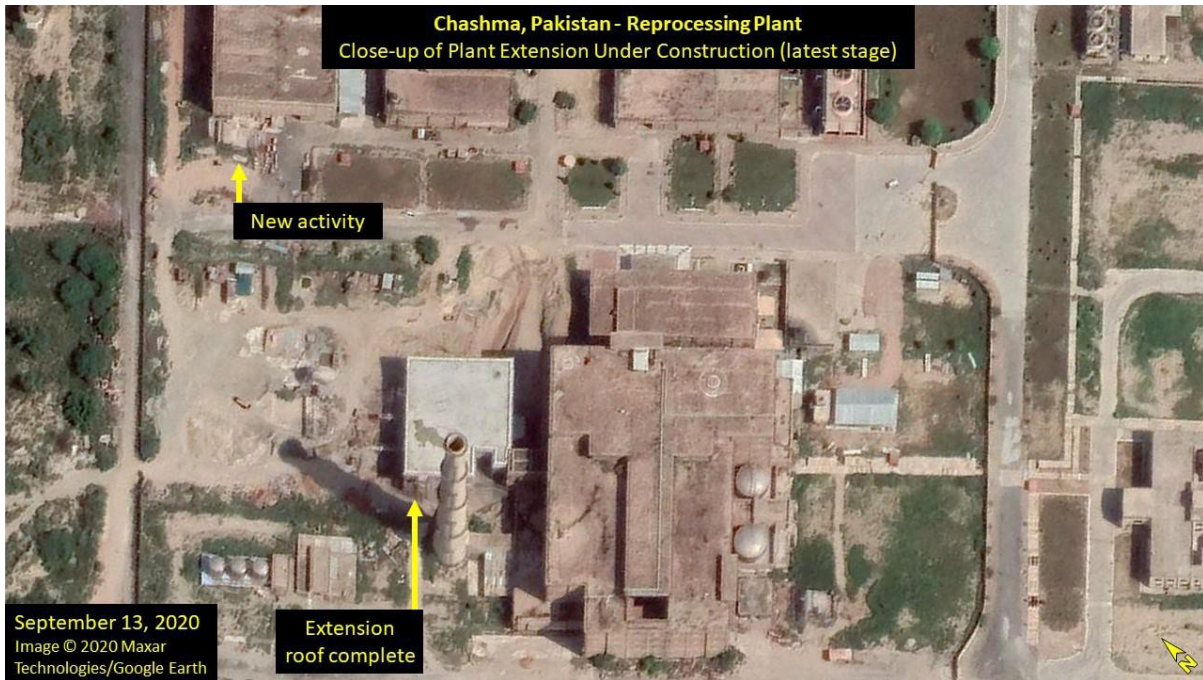 Chashma, Pakistan - Reprocessing Plant
Close-up of Plant Extension Under Construction (latest stage)
New activity
Extension
roof complete
September 13, 2020
Image © 2020 Maxar
Technologies/Google Earth
N